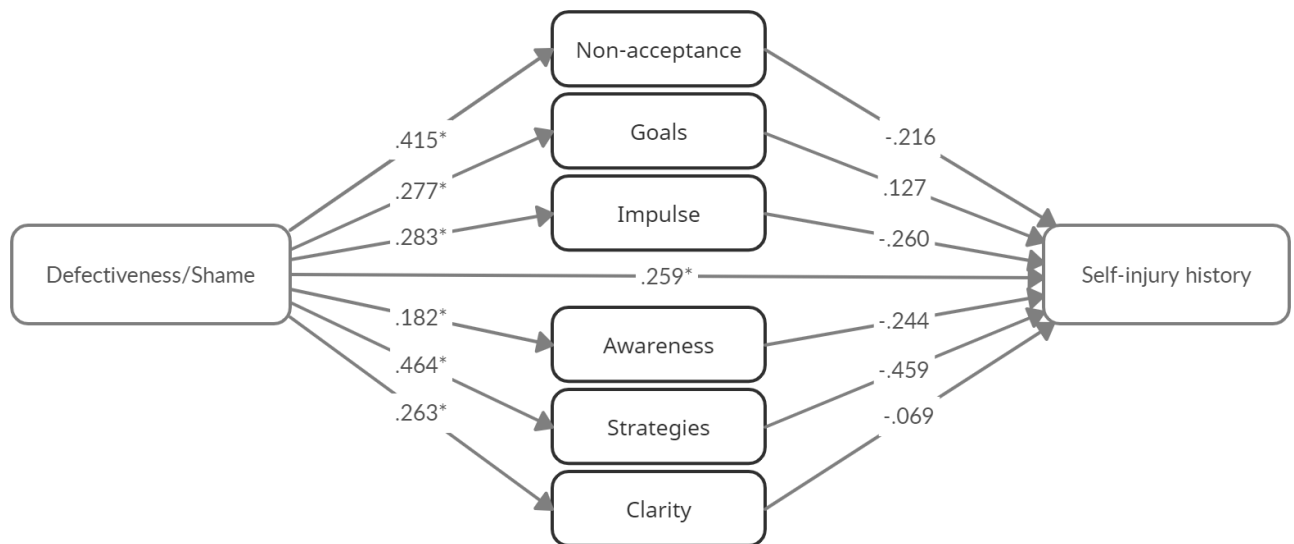 Non-acceptance
.415*
-.216
Goals
.277*
.127
Impulse
.283*
-.260
Defectiveness/Shame
.259*
Self-injury history
.182*
Awareness
-.244
.464*
Strategies
-.459
.263*
Clarity
-.069